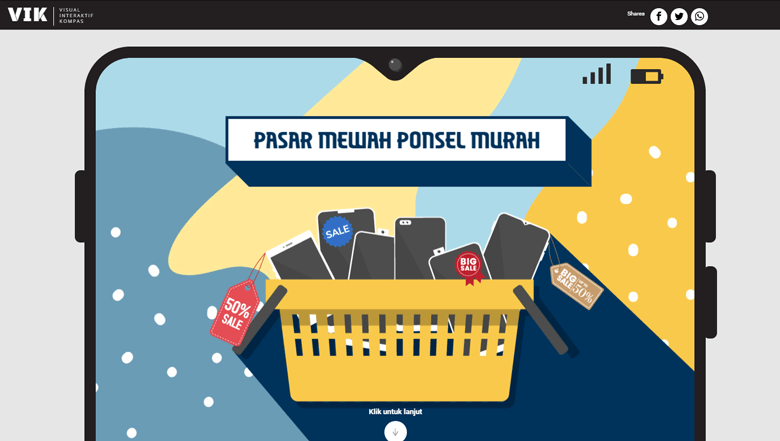 VIK
VISUAL
INTERAKTIF
KOMPAS
Shares
PASAR MEWAH PONSEL MURAH
SALE
BIG
SALE
50%
SALE
BIG
SALE
50%
Klik untuk lanjut